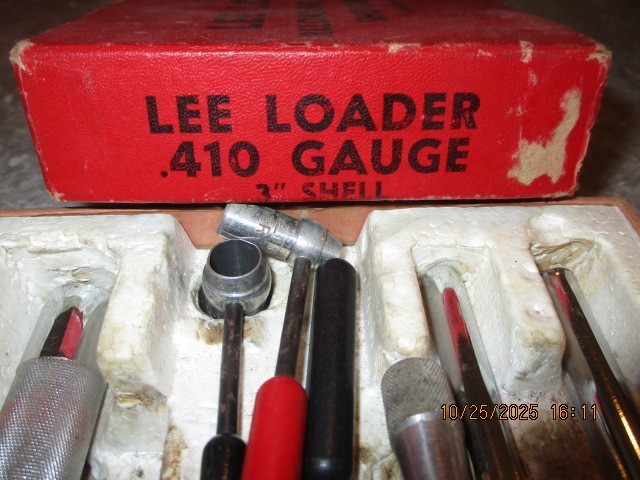 LEE LOADER
.410 GAUGE
3" SHELL
10/25/2025 16:11